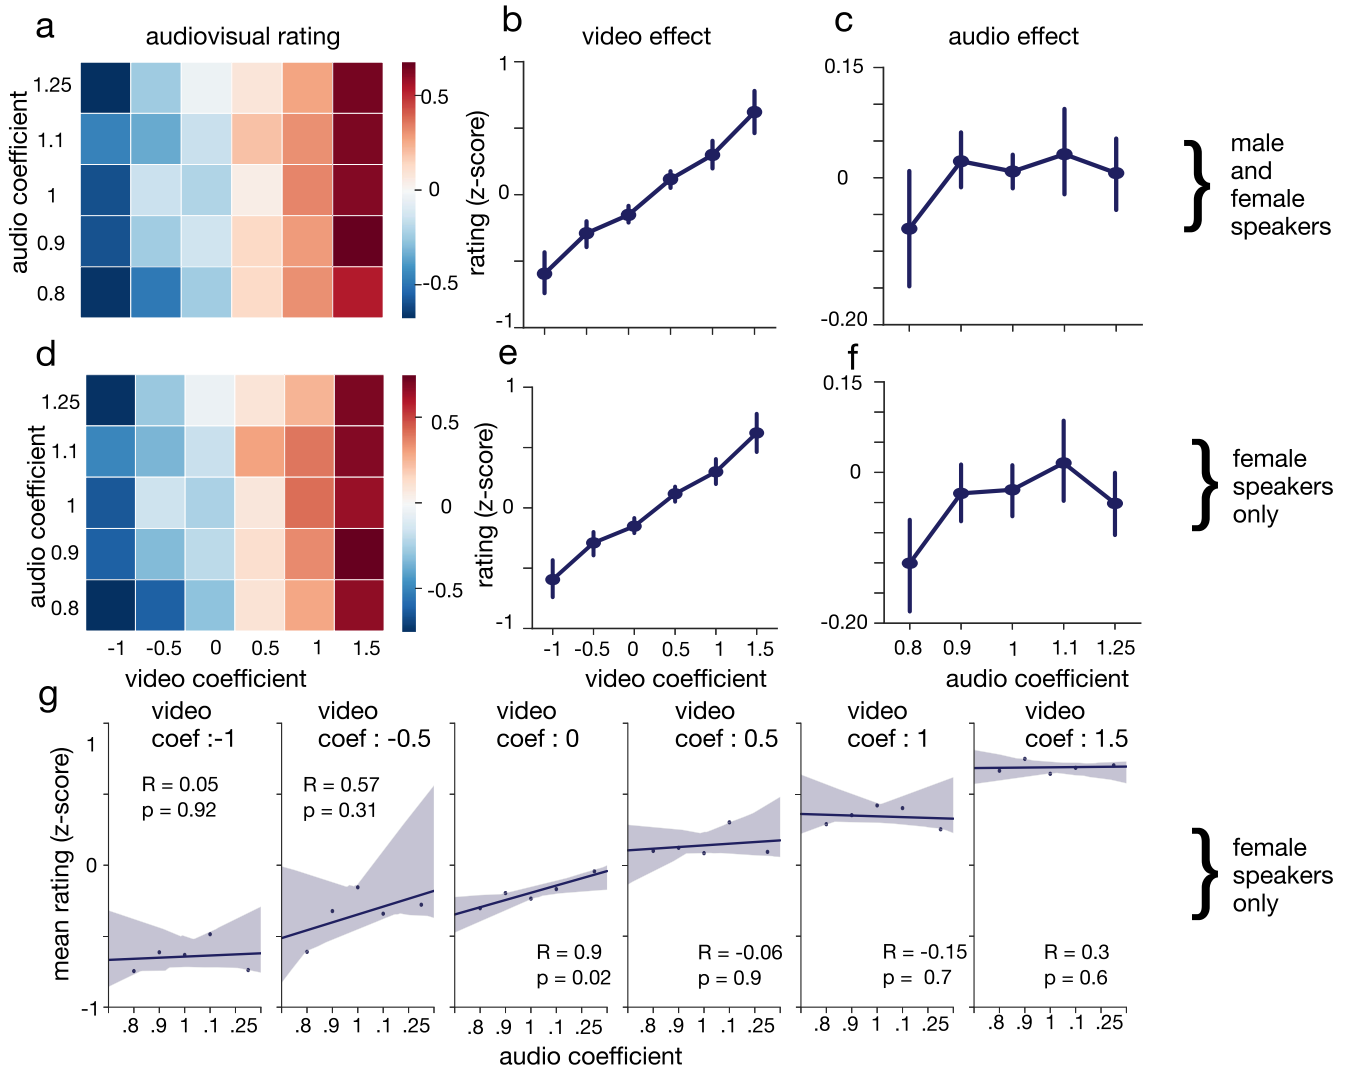 a
audiovisual rating
audio coefficient
1.25
1.1
1
0.9
0.8
0.5
0
-0.5
b
video effect
rating (z-score)
1
0
-1
c
audio effect
0.15
0
-0.20
male
and
female
speakers
d
audio coefficient
1.25
1.1
1
0.9
0.8
-1 -0.5 0 0.5 1 1.5
video coefficient
0.5
0
-0.5
e
rating (z-score)
1
0
-1
-1 -0.5 0 0.5 1 1.5
video coefficient
f
0.15
0
-0.20
0.8 0.9 1 1.1 1.25
audio coefficient
female
speakers
only
g
mean rating (z-score)
1
0
-1
video
coef :-1
R = 0.05
p = 0.92
.8 .9 1 .1 .25
video
coef : -0.5
R = 0.57
p = 0.31
.8 .9 1 .1 .25
video
coef : 0
R = 0.9
p = 0.02
.8 .9 1 .1 .25
video
coef : 0.5
R = -0.06
p = 0.9
.8 .9 1 .1 .25
video
coef : 1
R = -0.15
p = 0.7
.8 .9 1 .1 .25
video
coef : 1.5
R = 0.3
p = 0.6
.8 .9 1 .1 .25
audio coefficient
female
speakers
only